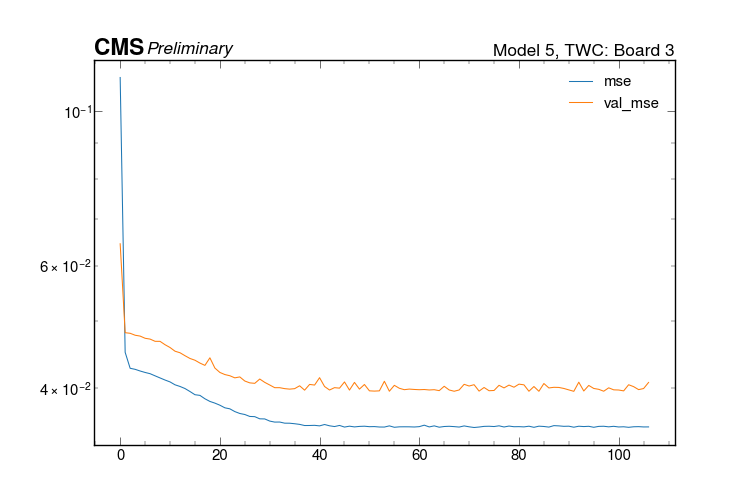 CMS Preliminary
Model 5, TWC: Board 3
mse
val_mse
10⁻¹
6 × 10⁻²
4 × 10⁻²
0 20 40 60 80 100